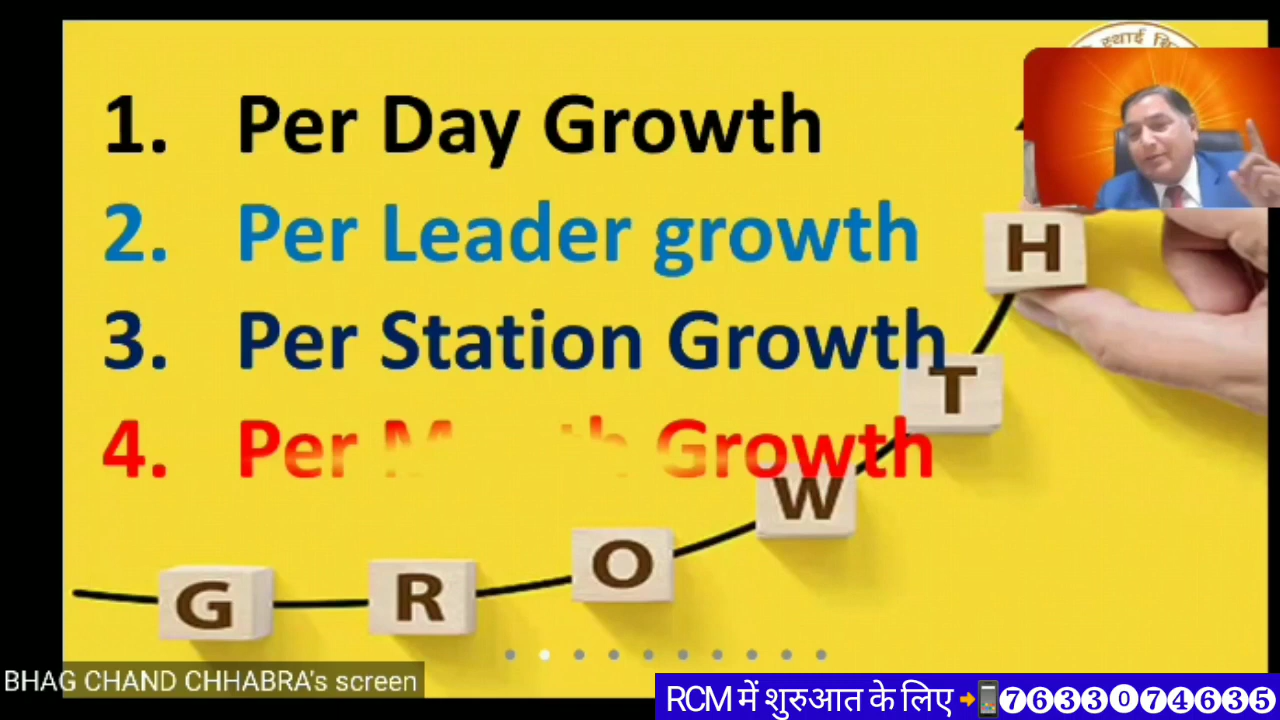 स्थाई
1. Per Day Growth
2. Per Leader growth
3. Per Station Growth
4. Per Growth
G R O W T H
BHAG CHAND CHHABRA's screen
RCM में शुरुआत के लिए 7633074635